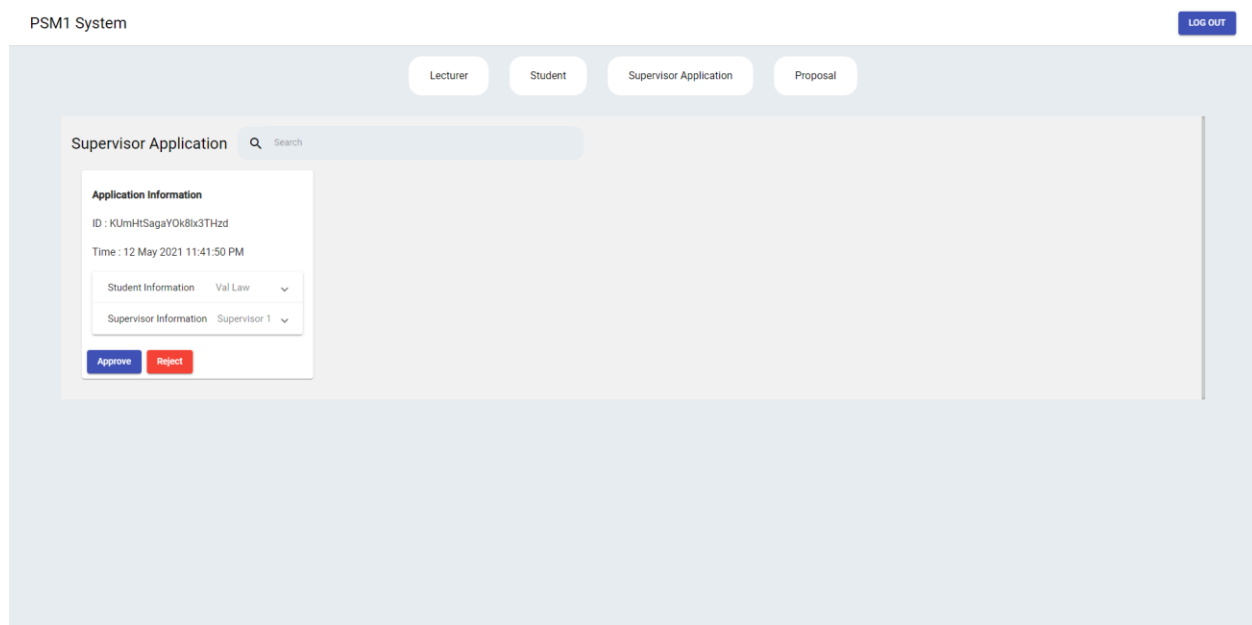 PSM1 System
LOG OUT
Lecturer Student Supervisor Application Proposal
Supervisor Application Search
Application Information
ID : KUmHtSagaYOk8lx3THzd
Time : 12 May 2021 11:41:50 PM
Student Information Val Law
Supervisor Information Supervisor 1
Approve Reject